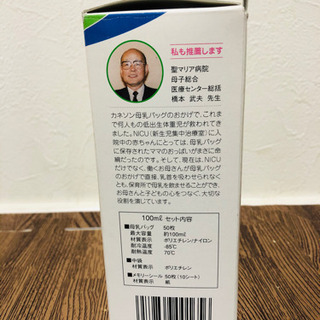 私も推薦します
聖マリア病院
母子総合
医療センター総括
橋本 武夫 先生
カネソン母乳バッグのおかげで、これま
で何人もの低出生体重児が救われてきま
した。NICU(新生児集中治療室)に入
院中の赤ちゃんにとっては、母乳バッグ
に保存されたママのおっぱいがまさに命
綱だったのです。そして、現在は、NICU
だけでなく、働くお母さんが母乳バッグ
のおかげで直接、乳首を吸わせられなく
とも、保育所で母乳を飲ませることができ、
お母さんと子どもの心をつなぐ、大切な
役割を演じています。
100mℓ セット内容
■母乳バッグ 50枚
最大容量 約100mℓ
材質表示 ポリエチレン/ナイロン
耐冷温度 -85℃
耐熱温度 70℃
■中袋
材質表示 ポリエチレン
■メモリーシール 50枚(10シート)
材質表示 紙